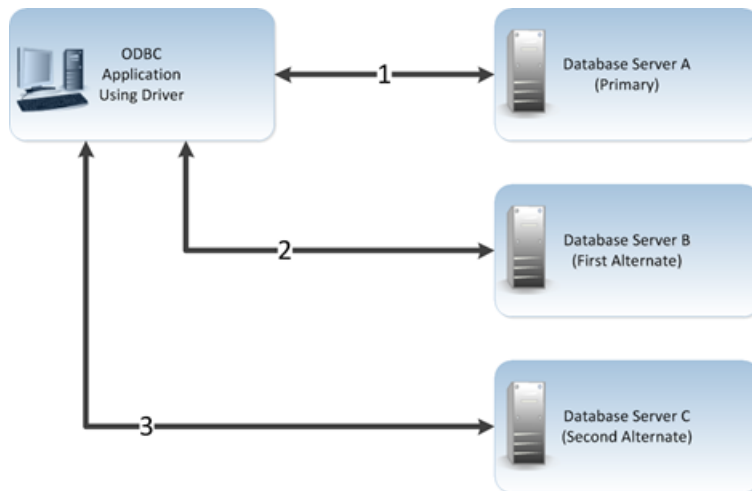 ODBC
Application
Using Driver
1
Database Server A
(Primary)
2
Database Server B
(First Alternate)
3
Database Server C
(Second Alternate)